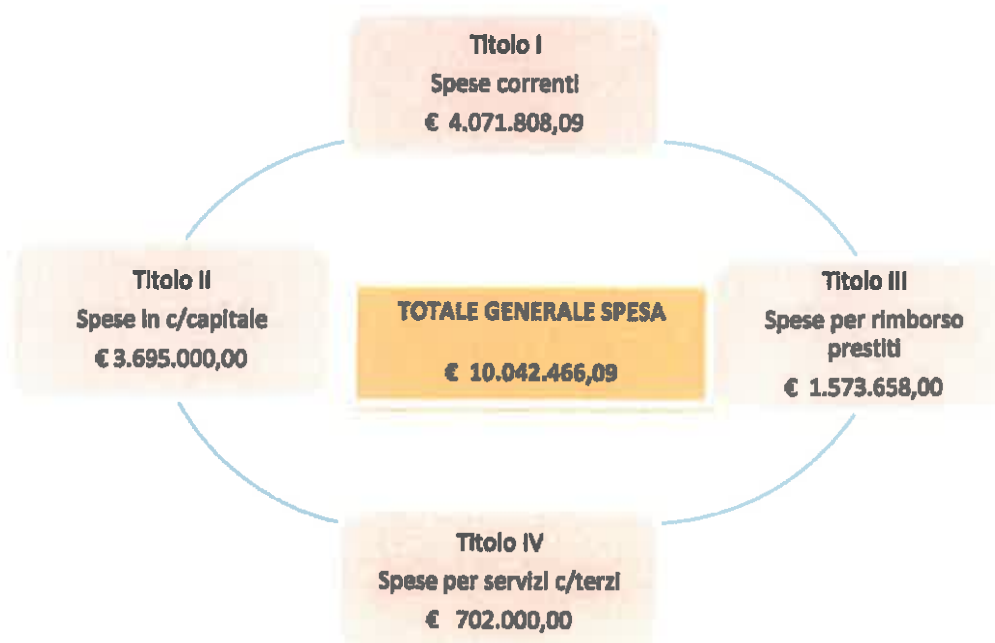 Titolo I
Spese correnti
€ 4.071.808,09
Titolo II
Spese in c/capitale
€ 3.695.000,00
TOTALE GENERALE SPESA
€ 10.042.466,09
Titolo III
Spese per rimborso
prestiti
€ 1.573.658,00
Titolo IV
Spese per servizi c/terzi
€ 702.000,00